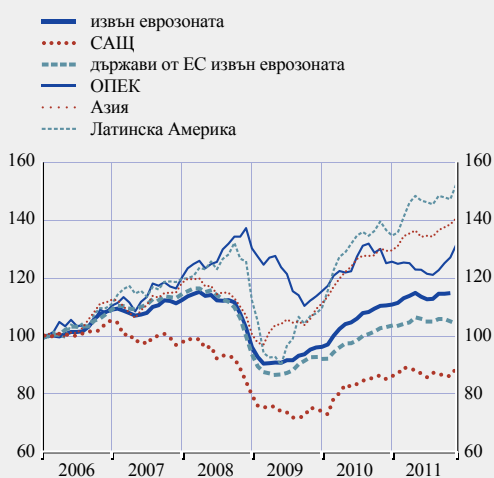 извън еврозоната
САЩ
държави от ЕС извън еврозоната
ОПЕК
Азия
Латинска Америка
160 160
140 140
120 120
100 100
80 80
60 60
2006 2007 2008 2009 2010 2011